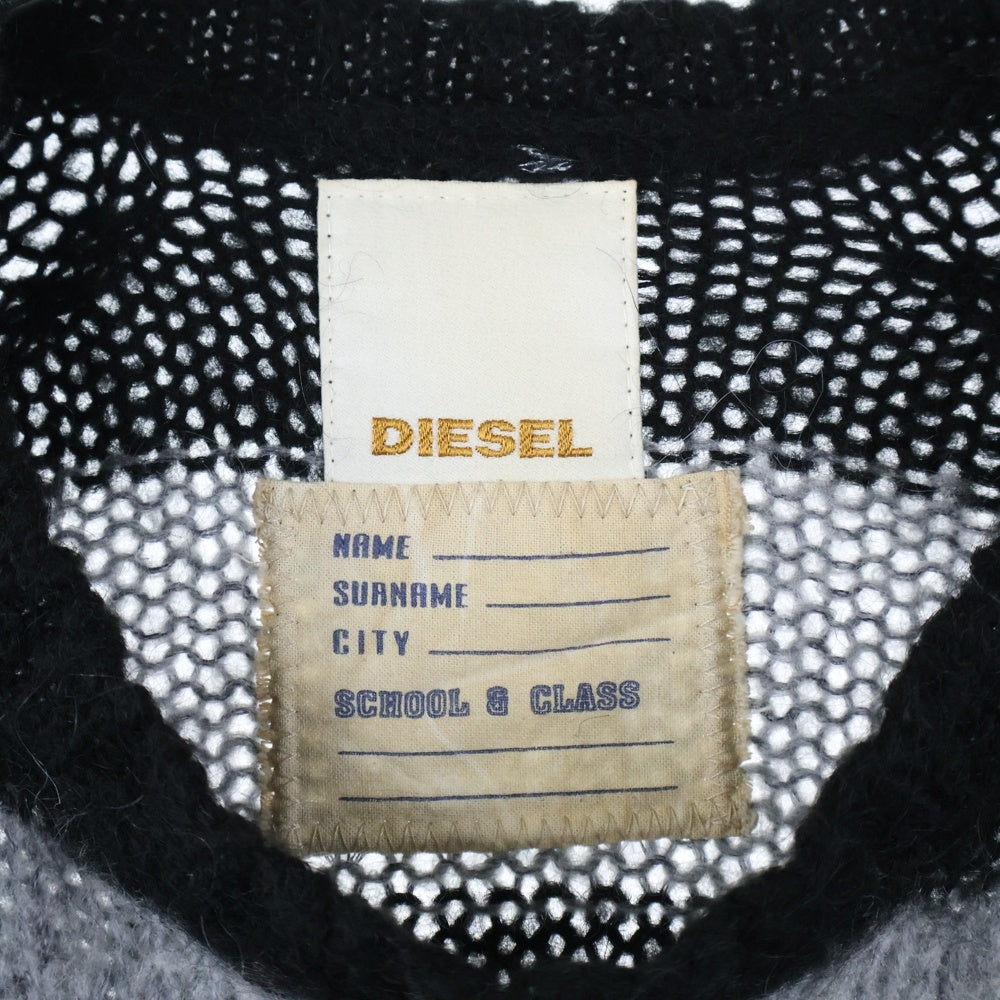 DIESEL
NAME
SURNAME
CITY
SCHOOL & CLASS